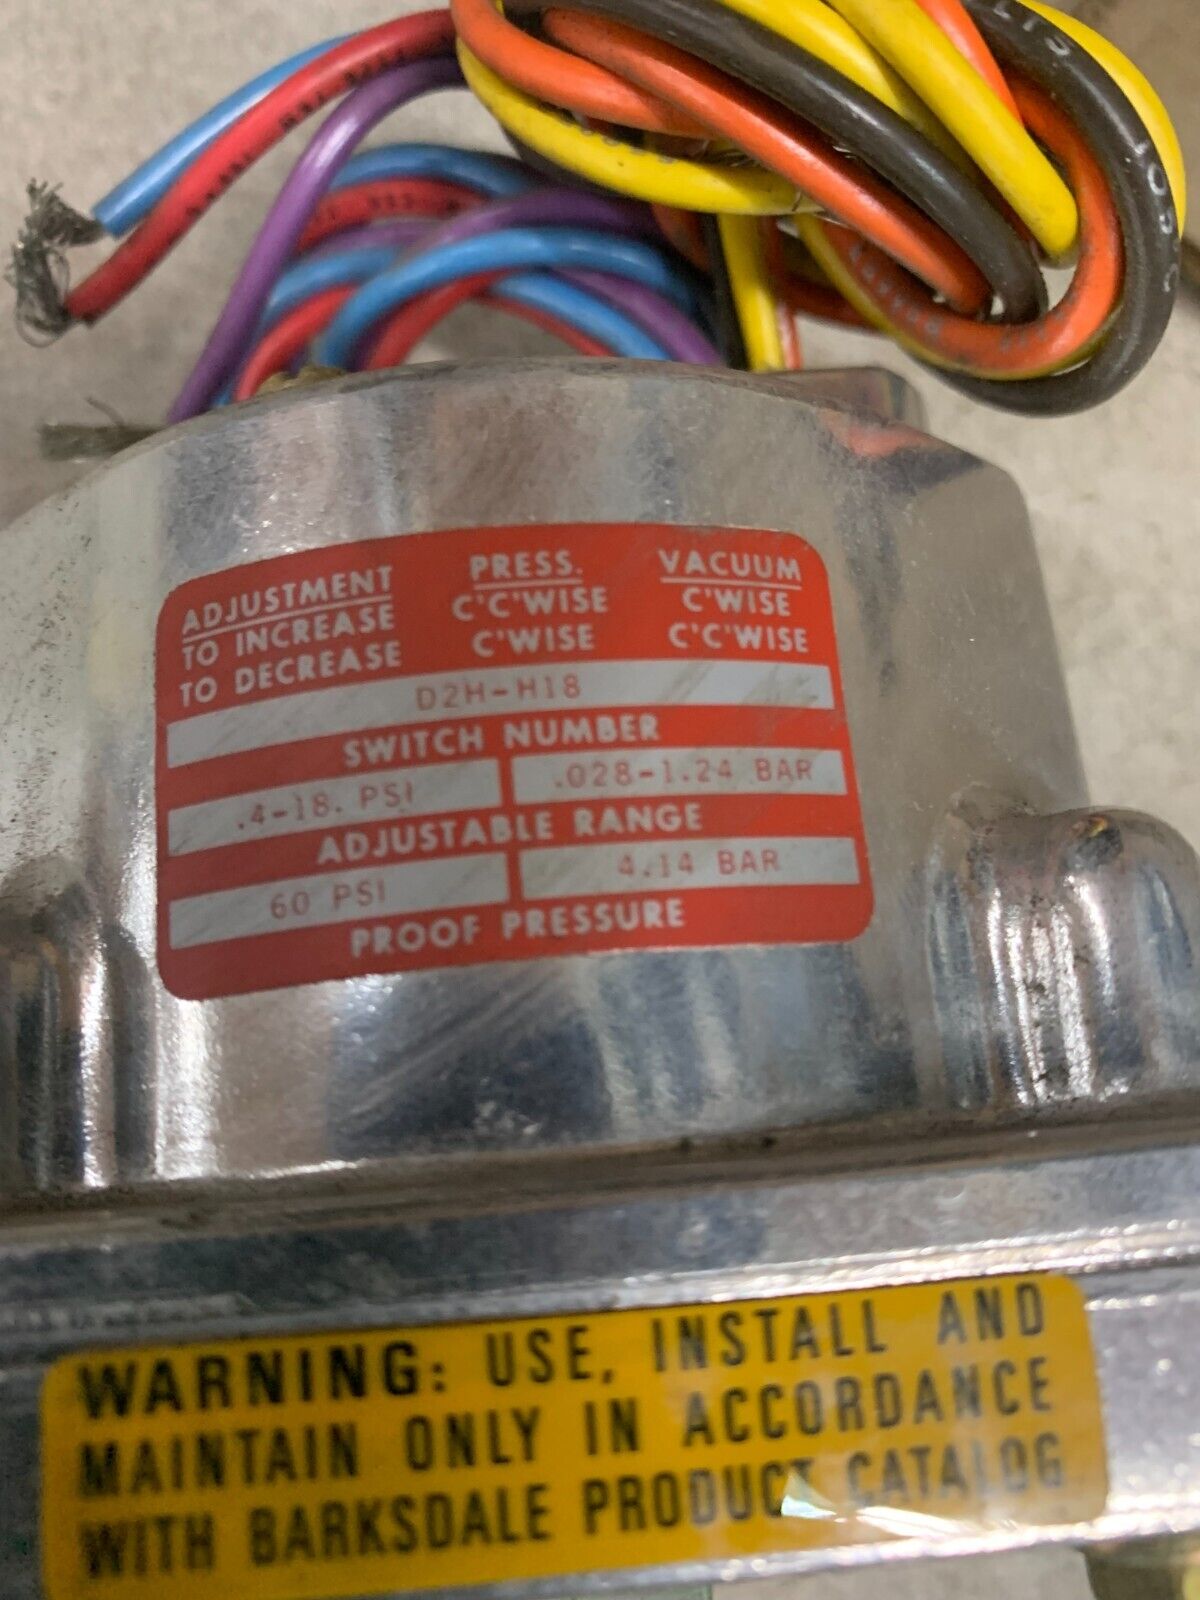 ADJUSTMENT PRESS. VACUUM
TO INCREASE C'C'WISE C'WISE
TO DECREASE C'WISE C'C'WISE
D2H-H18
SWITCH NUMBER
.4-18. PSI .028-1.24 BAR
ADJUSTABLE RANGE
60 PSI 4.14 BAR
PROOF PRESSURE
WARNING: USE, INSTALL AND
MAINTAIN ONLY IN ACCORDANCE
WITH BARKSDALE PRODUCT CATALOG